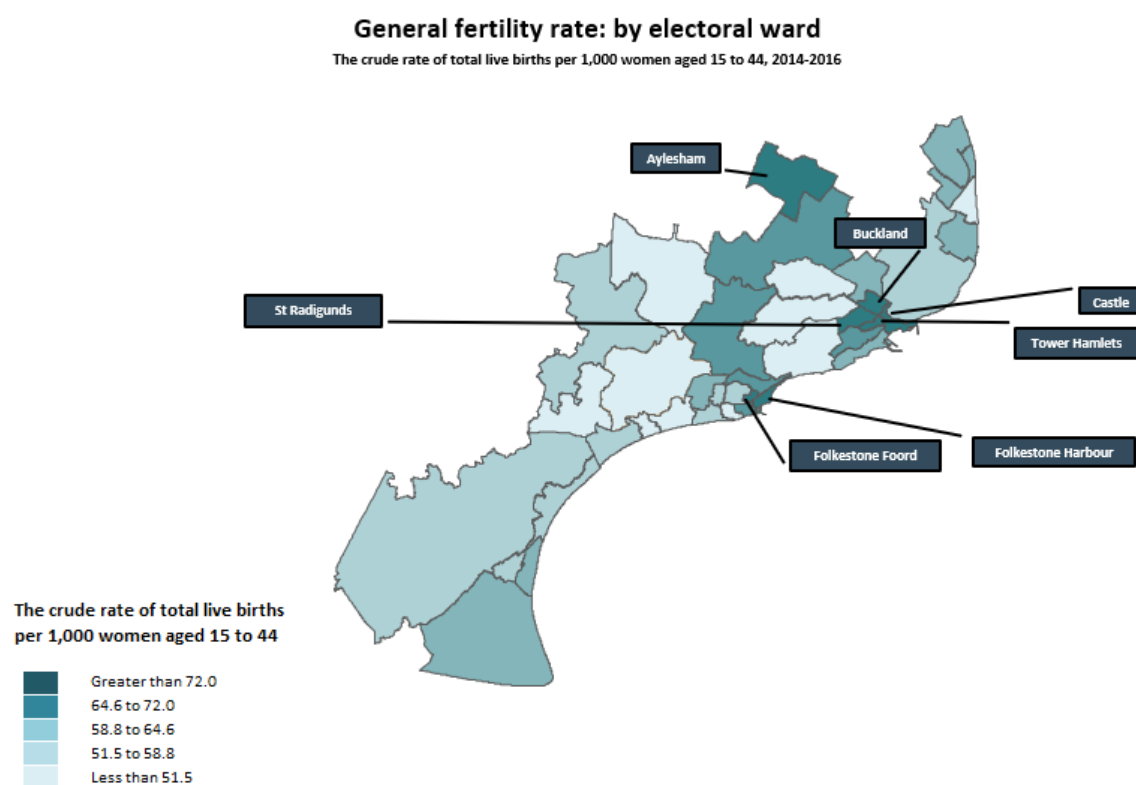 General fertility rate: by electoral ward
The crude rate of total live births per 1,000 women aged 15 to 44, 2014-2016
Aylesham
Buckland
St Radigunds
Castle
Tower Hamlets
Folkestone Foord
Folkestone Harbour
The crude rate of total live births
per 1,000 women aged 15 to 44
Greater than 72.0
64.6 to 72.0
58.8 to 64.6
51.5 to 58.8
Less than 51.5